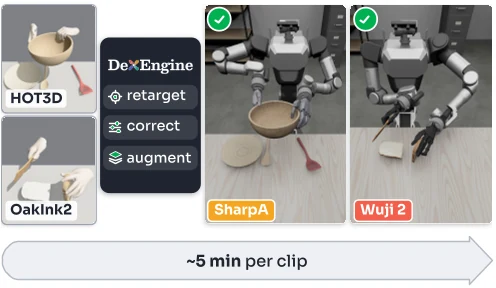 HOT3D
OakInk2
DeXEngine
retarget
correct
augment
SharpA
Wuji 2
~5 min per clip